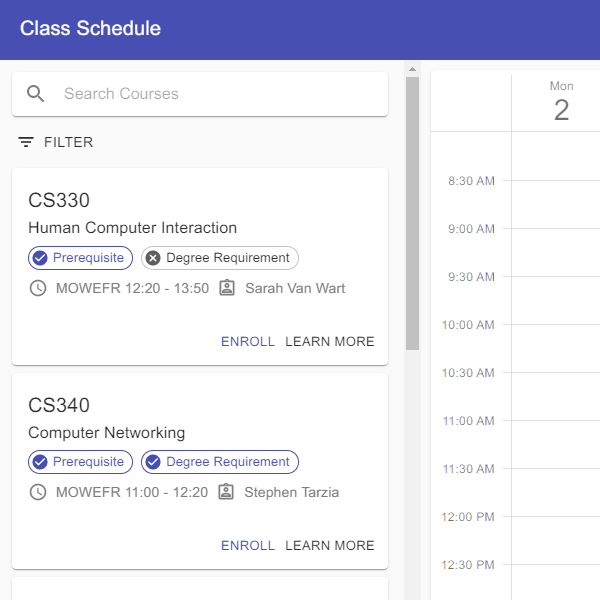 Class Schedule
Search Courses
FILTER
CS330
Human Computer Interaction
Prerequisite Degree Requirement
MOWEFR 12:20 - 13:50 Sarah Van Wart
ENROLL LEARN MORE
CS340
Computer Networking
Prerequisite Degree Requirement
MOWEFR 11:00 - 12:20 Stephen Tarzia
ENROLL LEARN MORE
Mon
2
8:30 AM
9:00 AM
9:30 AM
10:00 AM
10:30 AM
11:00 AM
11:30 AM
12:00 PM
12:30 PM